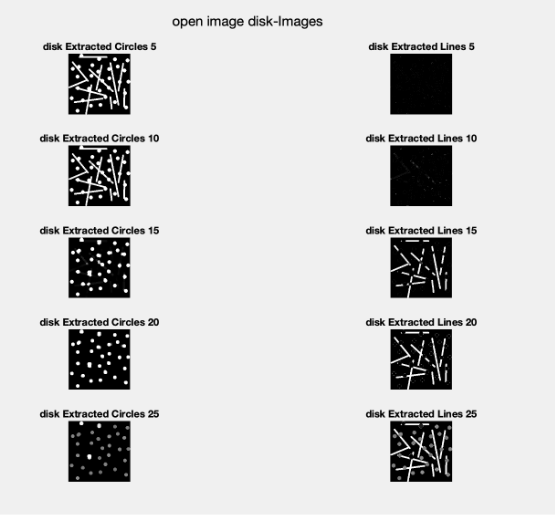 open image disk-Images
disk Extracted Circles 5
disk Extracted Lines 5
disk Extracted Circles 10
disk Extracted Lines 10
disk Extracted Circles 15
disk Extracted Lines 15
disk Extracted Circles 20
disk Extracted Lines 20
disk Extracted Circles 25
disk Extracted Lines 25